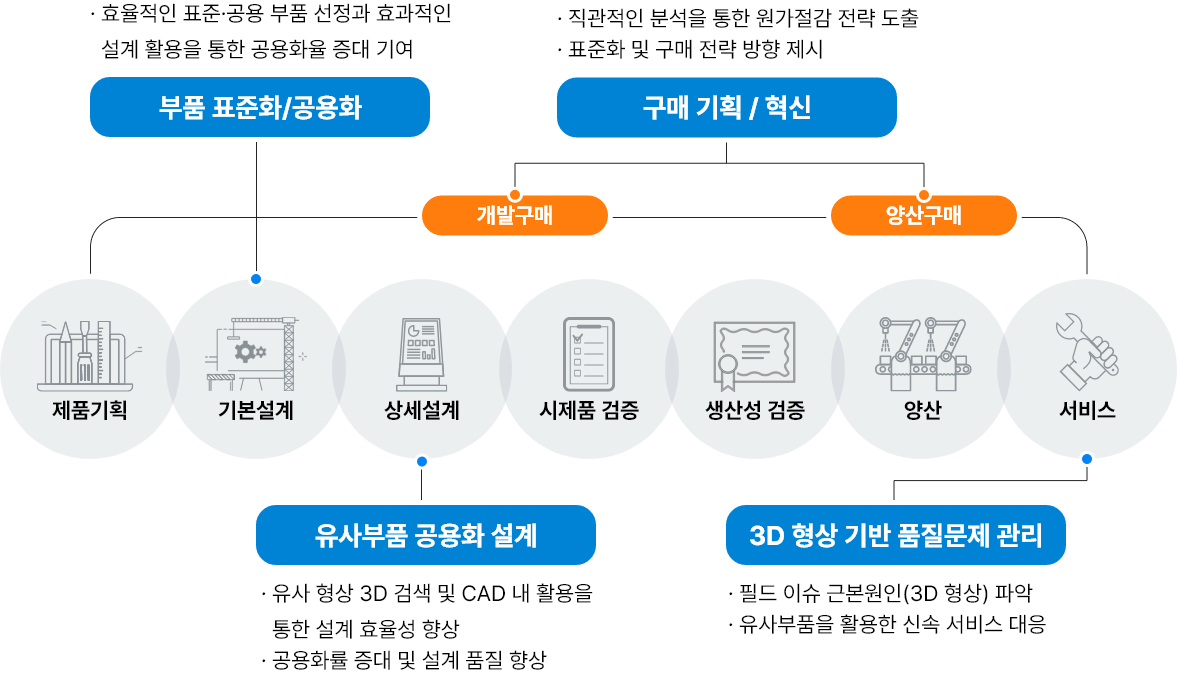 · 효율적인 표준·공용 부품 선정과 효과적인
설계 활용을 통한 공용화율 증대 기여
부품 표준화/공용화
· 직관적인 분석을 통한 원가절감 전략 도출
· 표준화 및 구매 전략 방향 제시
구매 기획 / 혁신
개발구매
양산구매
제품기획
기본설계
상세설계
시제품 검증
생산성 검증
양산
서비스
유사부품 공용화 설계
· 유사 형상 3D 검색 및 CAD 내 활용을
통한 설계 효율성 향상
· 공용화률 증대 및 설계 품질 향상
3D 형상 기반 품질문제 관리
· 필드 이슈 근본원인(3D 형상) 파악
· 유사부품을 활용한 신속 서비스 대응